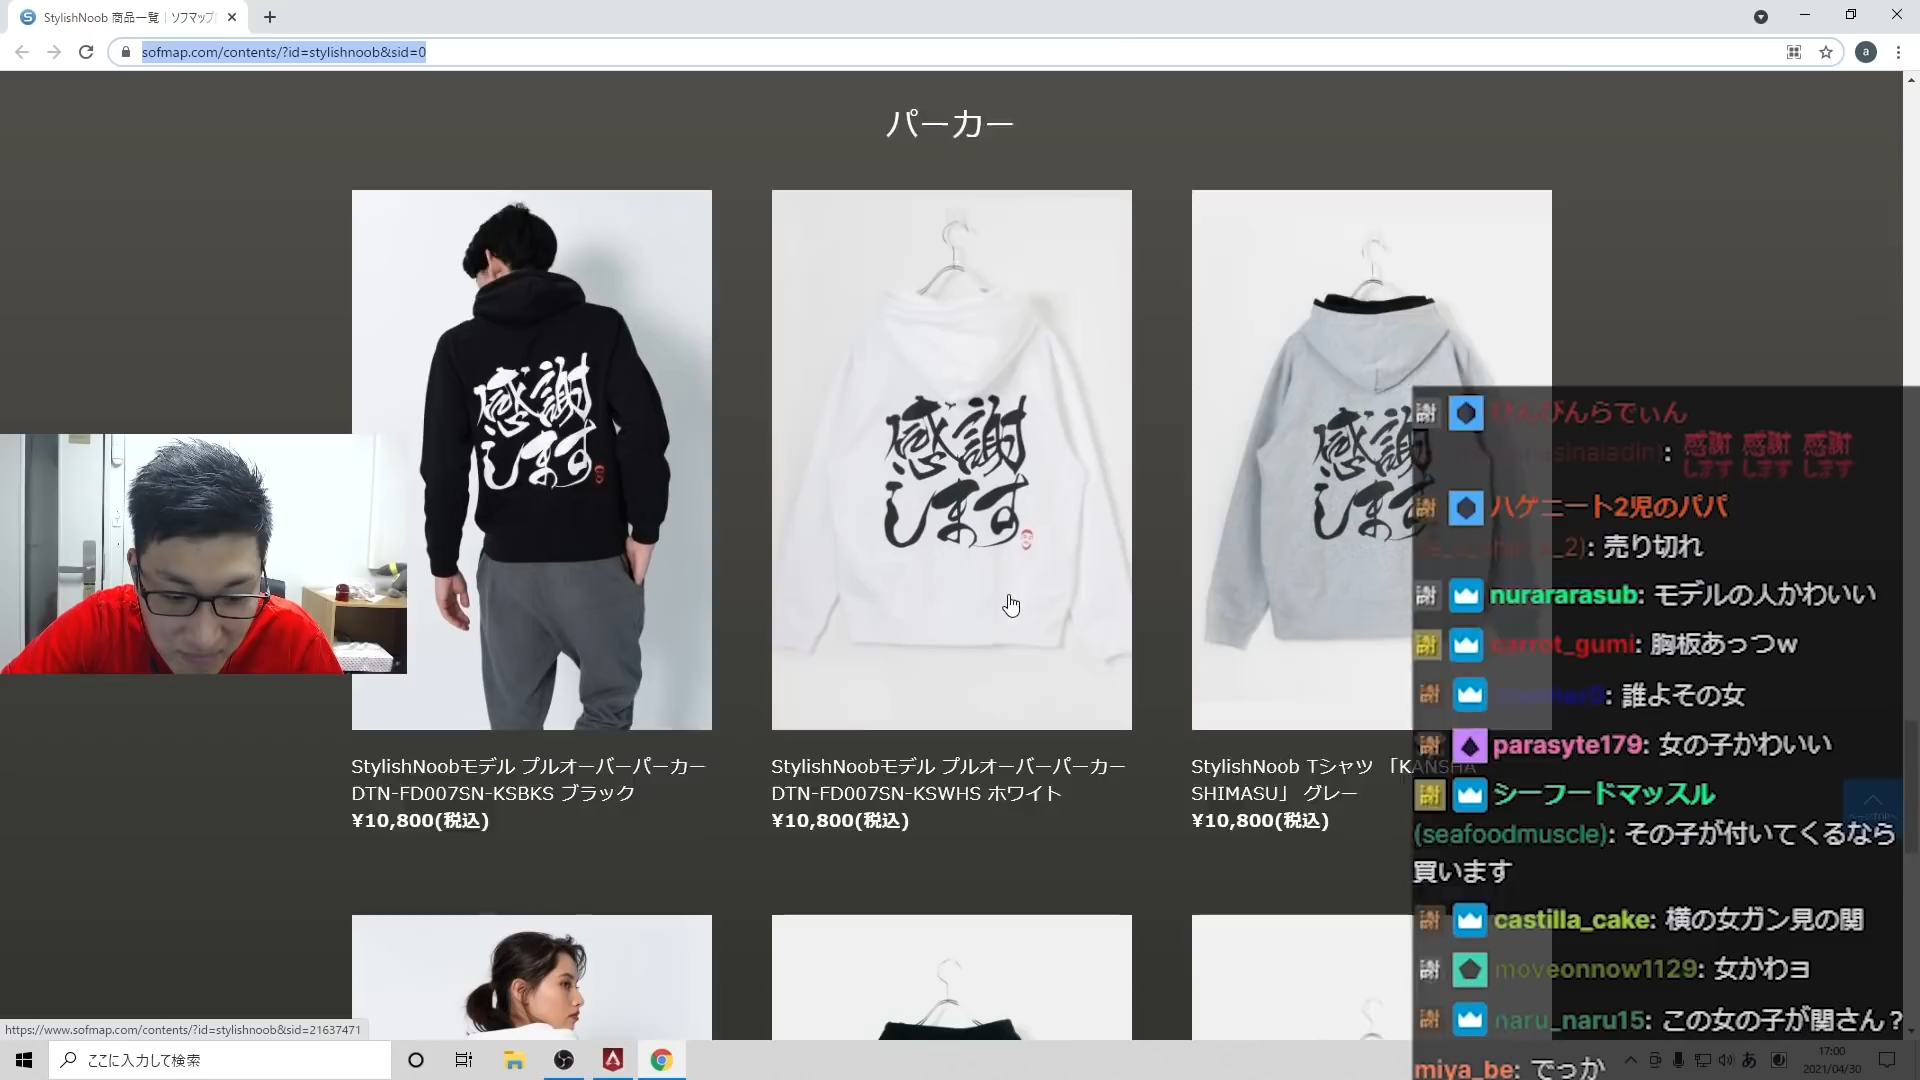 StylishNoob 商品一覧｜ソフマップ[
sofmap.com/contents/?id=stylishnoob&sid=0
a
パーカー
感謝
します
感謝
します
感謝
します
StylishNoobモデル プルオーバーパーカー
DTN-FD007SN-KSBKS ブラック
¥10,800(税込)
StylishNoobモデル プルオーバーパーカー
DTN-FD007SN-KSWHS ホワイト
¥10,800(税込)
StylishNoob Tシャツ 「KANSHA
SHIMASU」 グレー
¥10,800(税込)
: 感謝 感謝 感謝
します します します
ハゲニート2児のパパ
: 売り切れ
nurararasub: モデルの人かわいい
carrot_gumi: 胸板あっつw
: 誰よその女
parasyte179: 女の子かわいい
シーフードマッスル
(seafoodmuscle): その子が付いてくるなら
買います
castilla_cake: 横の女ガン見の関
moveonnow1129: 女かわヨ
naru_naru15: この女の子が関さん？
miya_be: でっか
https://www.sofmap.com/contents/?id=stylishnoob&sid=21637471
ここに入力して検索
あ
17:00
2021/04/30